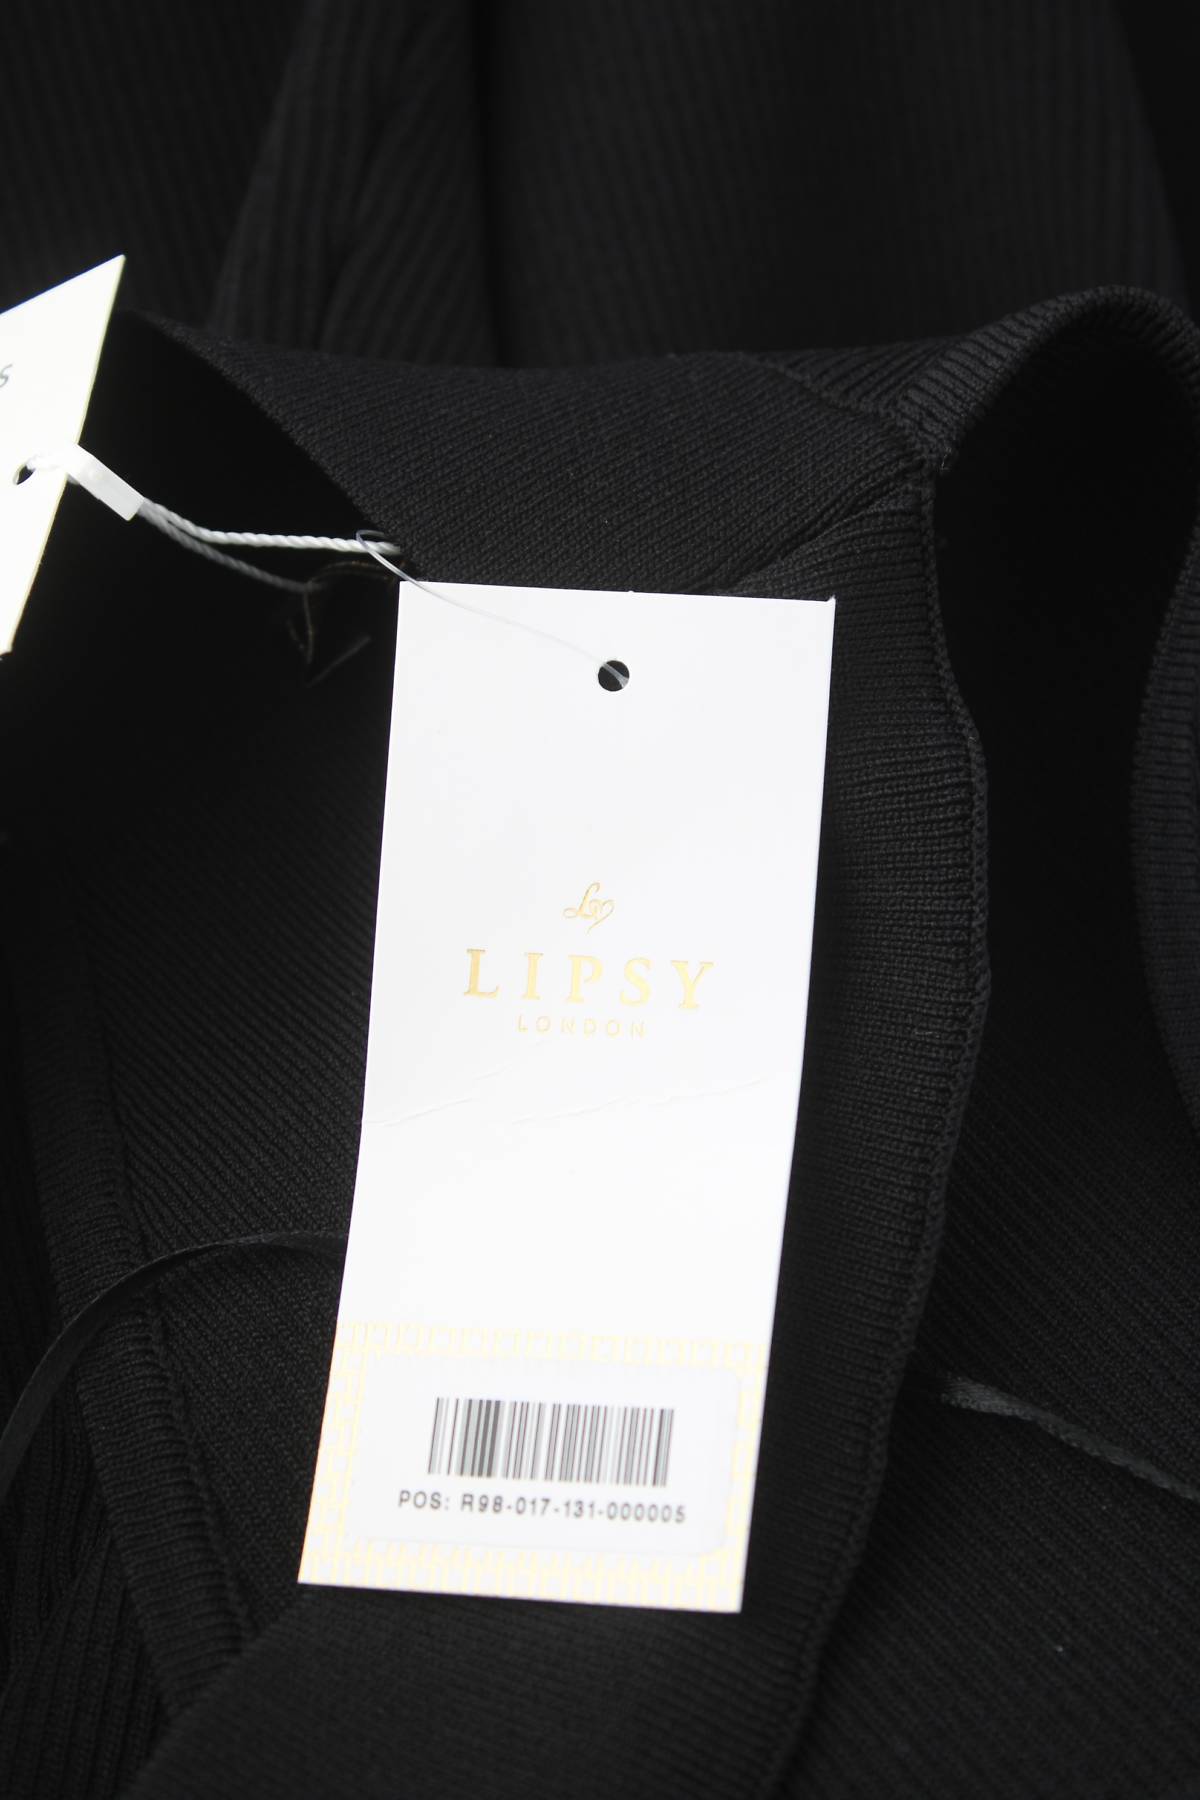 S
LIPSY
LONDON
POS: R98-017-131-000005